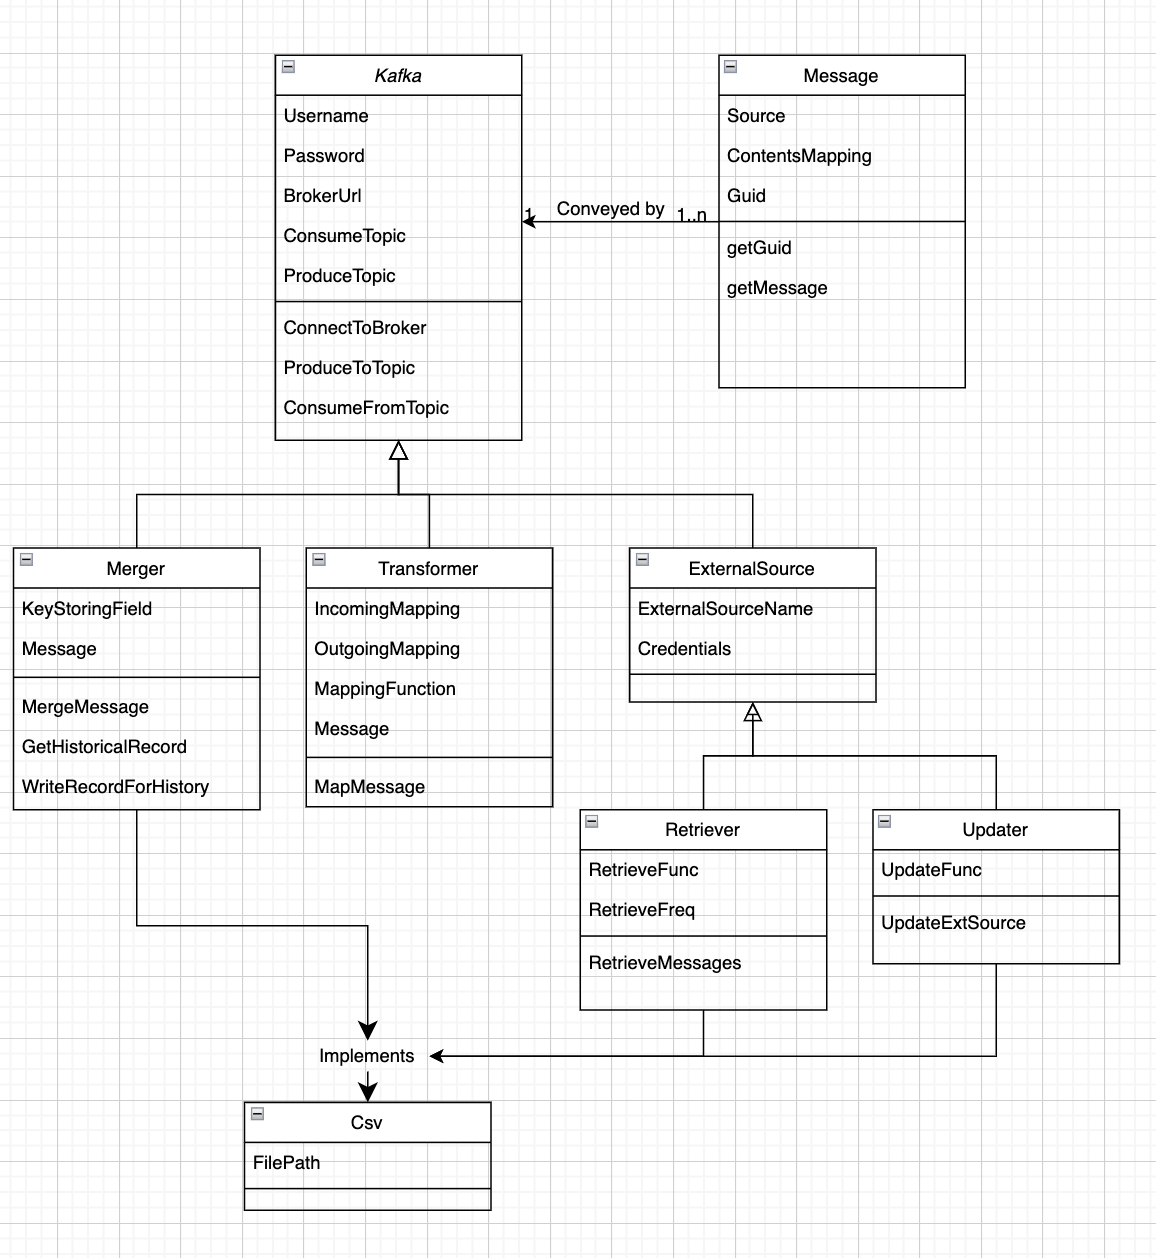 Kafka
Username
Password
BrokerUrl
ConsumeTopic
ProduceTopic
ConnectToBroker
ProduceToTopic
ConsumeFromTopic
1 Conveyed by 1..n
Message
Source
ContentsMapping
Guid
getGuid
getMessage
Merger
KeyStoringField
Message
MergeMessage
GetHistoricalRecord
WriteRecordForHistory
Transformer
IncomingMapping
OutgoingMapping
MappingFunction
Message
MapMessage
ExternalSource
ExternalSourceName
Credentials
Retriever
RetrieveFunc
RetrieveFreq
RetrieveMessages
Updater
UpdateFunc
UpdateExtSource
Implements
Csv
FilePath